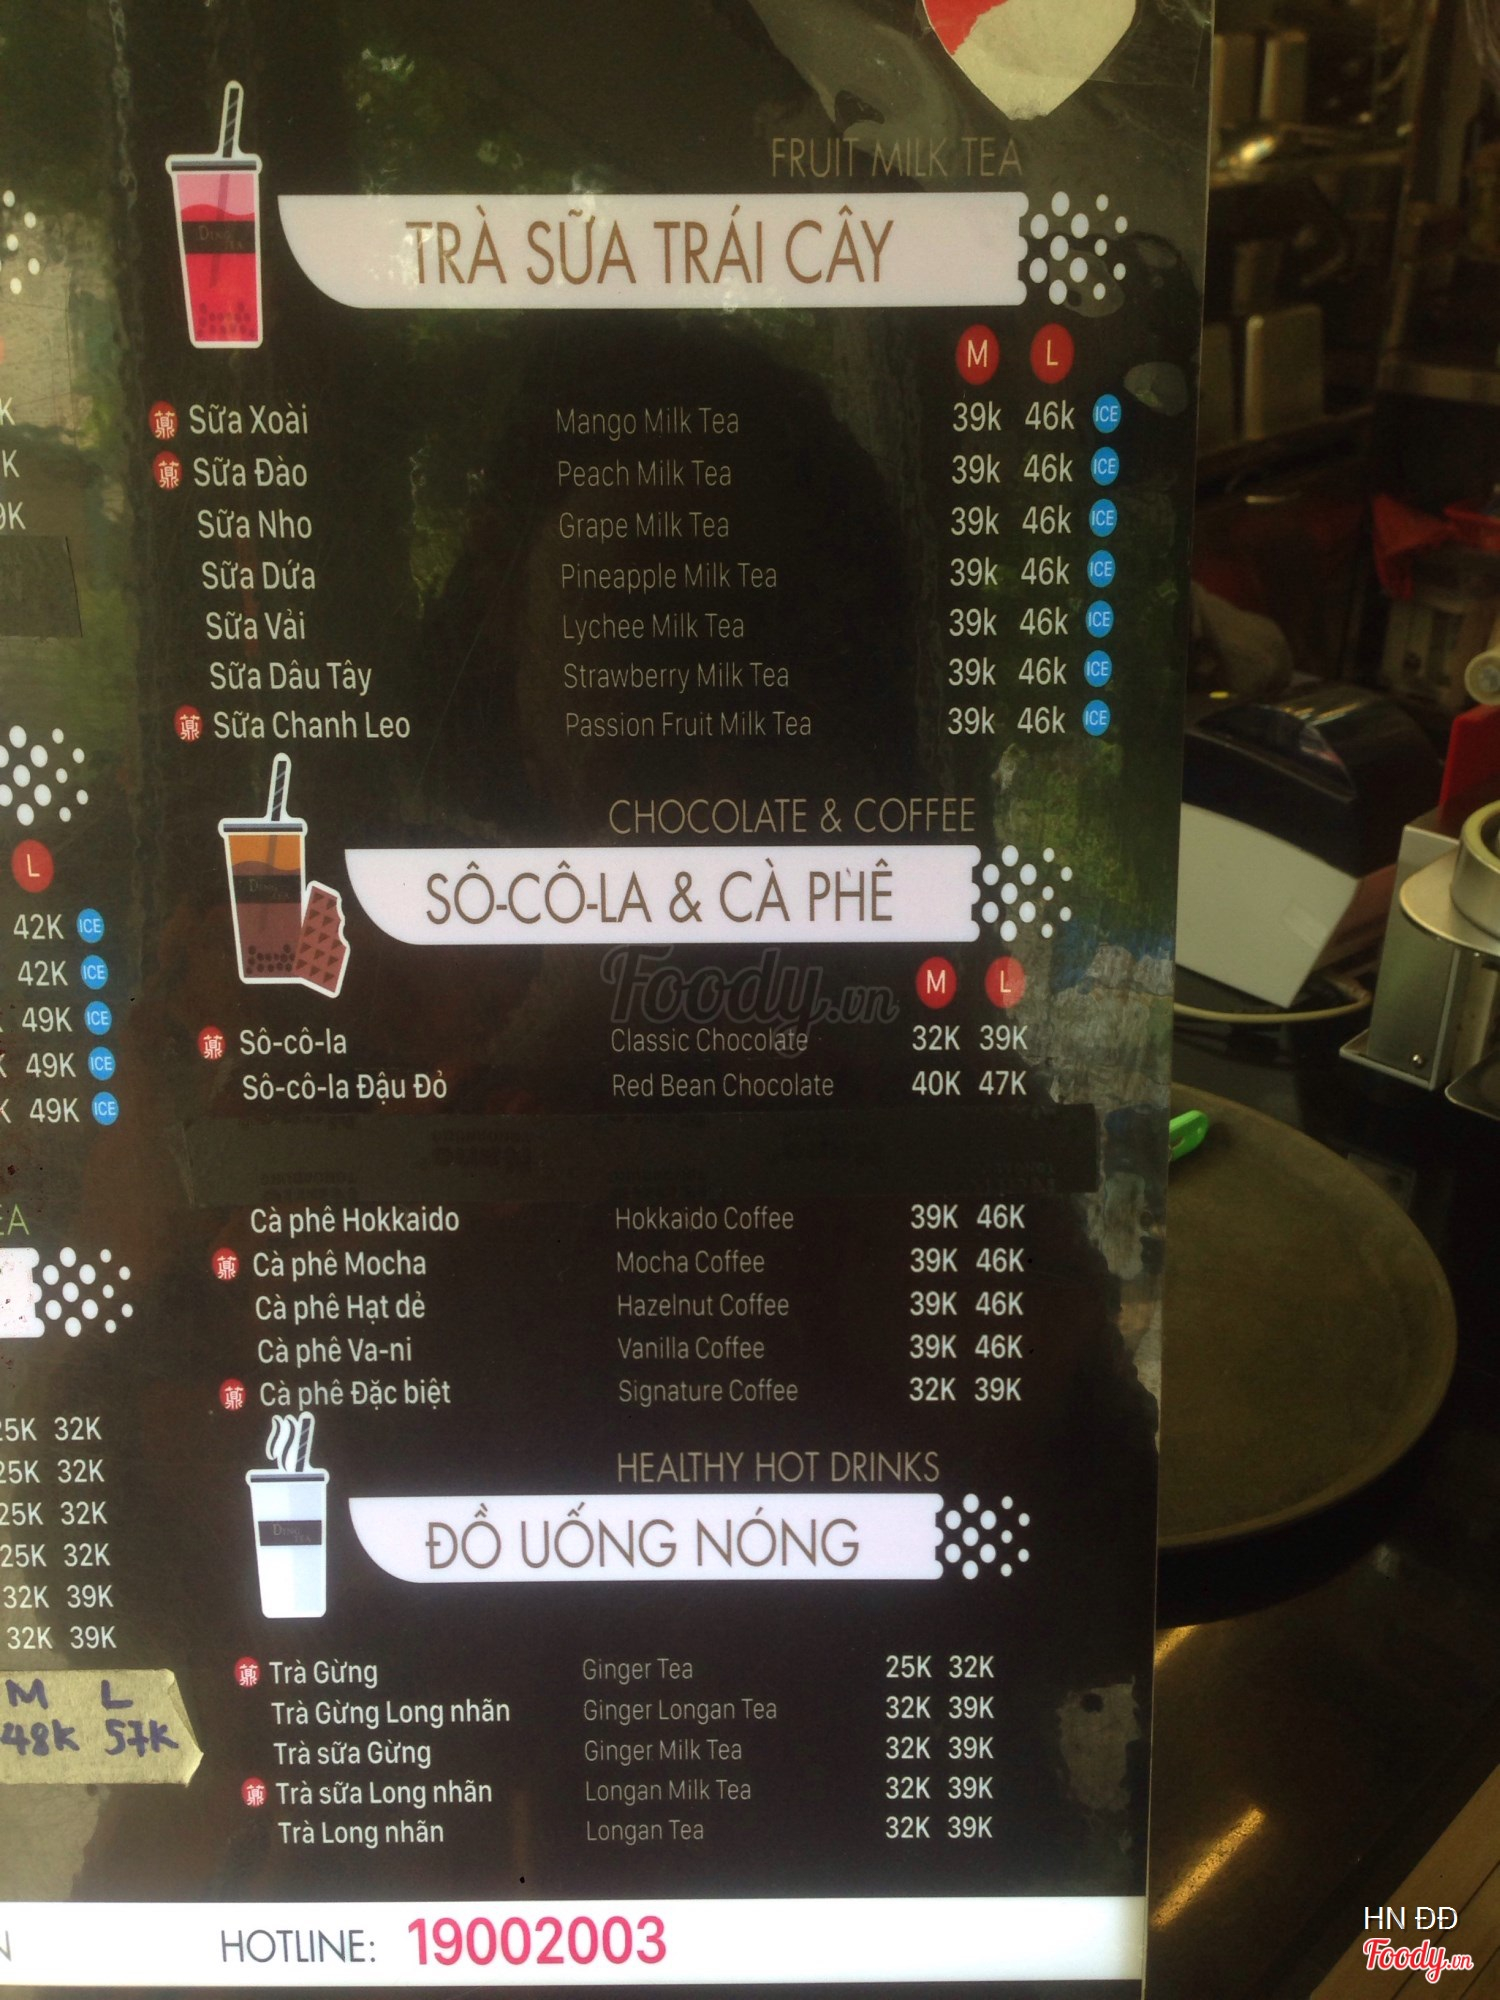 FRUIT MILK TEA
TRÀ SỮA TRÁI CÂY
M L
Sữa Xoài Mango Milk Tea 39k 46k ICE
Sữa Đào Peach Milk Tea 39k 46k ICE
Sữa Nho Grape Milk Tea 39k 46k ICE
Sữa Dứa Pineapple Milk Tea 39k 46k ICE
Sữa Vải Lychee Milk Tea 39k 46k ICE
Sữa Dâu Tây Strawberry Milk Tea 39k 46k ICE
Sữa Chanh Leo Passion Fruit Milk Tea 39k 46k ICE
CHOCOLATE & COFFEE
SÔ-CÔ-LA & CÀ PHÊ
M L
Sô-cô-la Classic Chocolate 32K 39K
Sô-cô-la Đậu Đỏ Red Bean Chocolate 40K 47K
Cà phê Hokkaido Hokkaido Coffee 39K 46K
Cà phê Mocha Mocha Coffee 39K 46K
Cà phê Hạt dẻ Hazelnut Coffee 39K 46K
Cà phê Va-ni Vanilla Coffee 39K 46K
Cà phê Đặc biệt Signature Coffee 32K 39K
HEALTHY HOT DRINKS
ĐỒ UỐNG NÓNG
Trà Gừng Ginger Tea 25K 32K
Trà Gừng Long nhãn Ginger Longan Tea 32K 39K
Trà sữa Gừng Ginger Milk Tea 32K 39K
Trà sữa Long nhãn Longan Milk Tea 32K 39K
Trà Long nhãn Longan Tea 32K 39K
HOTLINE: 19002003
L
42K ICE
42K ICE
49K ICE
49K ICE
49K ICE
25K 32K
25K 32K
25K 32K
25K 32K
32K 39K
32K 39K
M L
48K 57K
Foody.vn
HN ĐĐ
Foody.vn